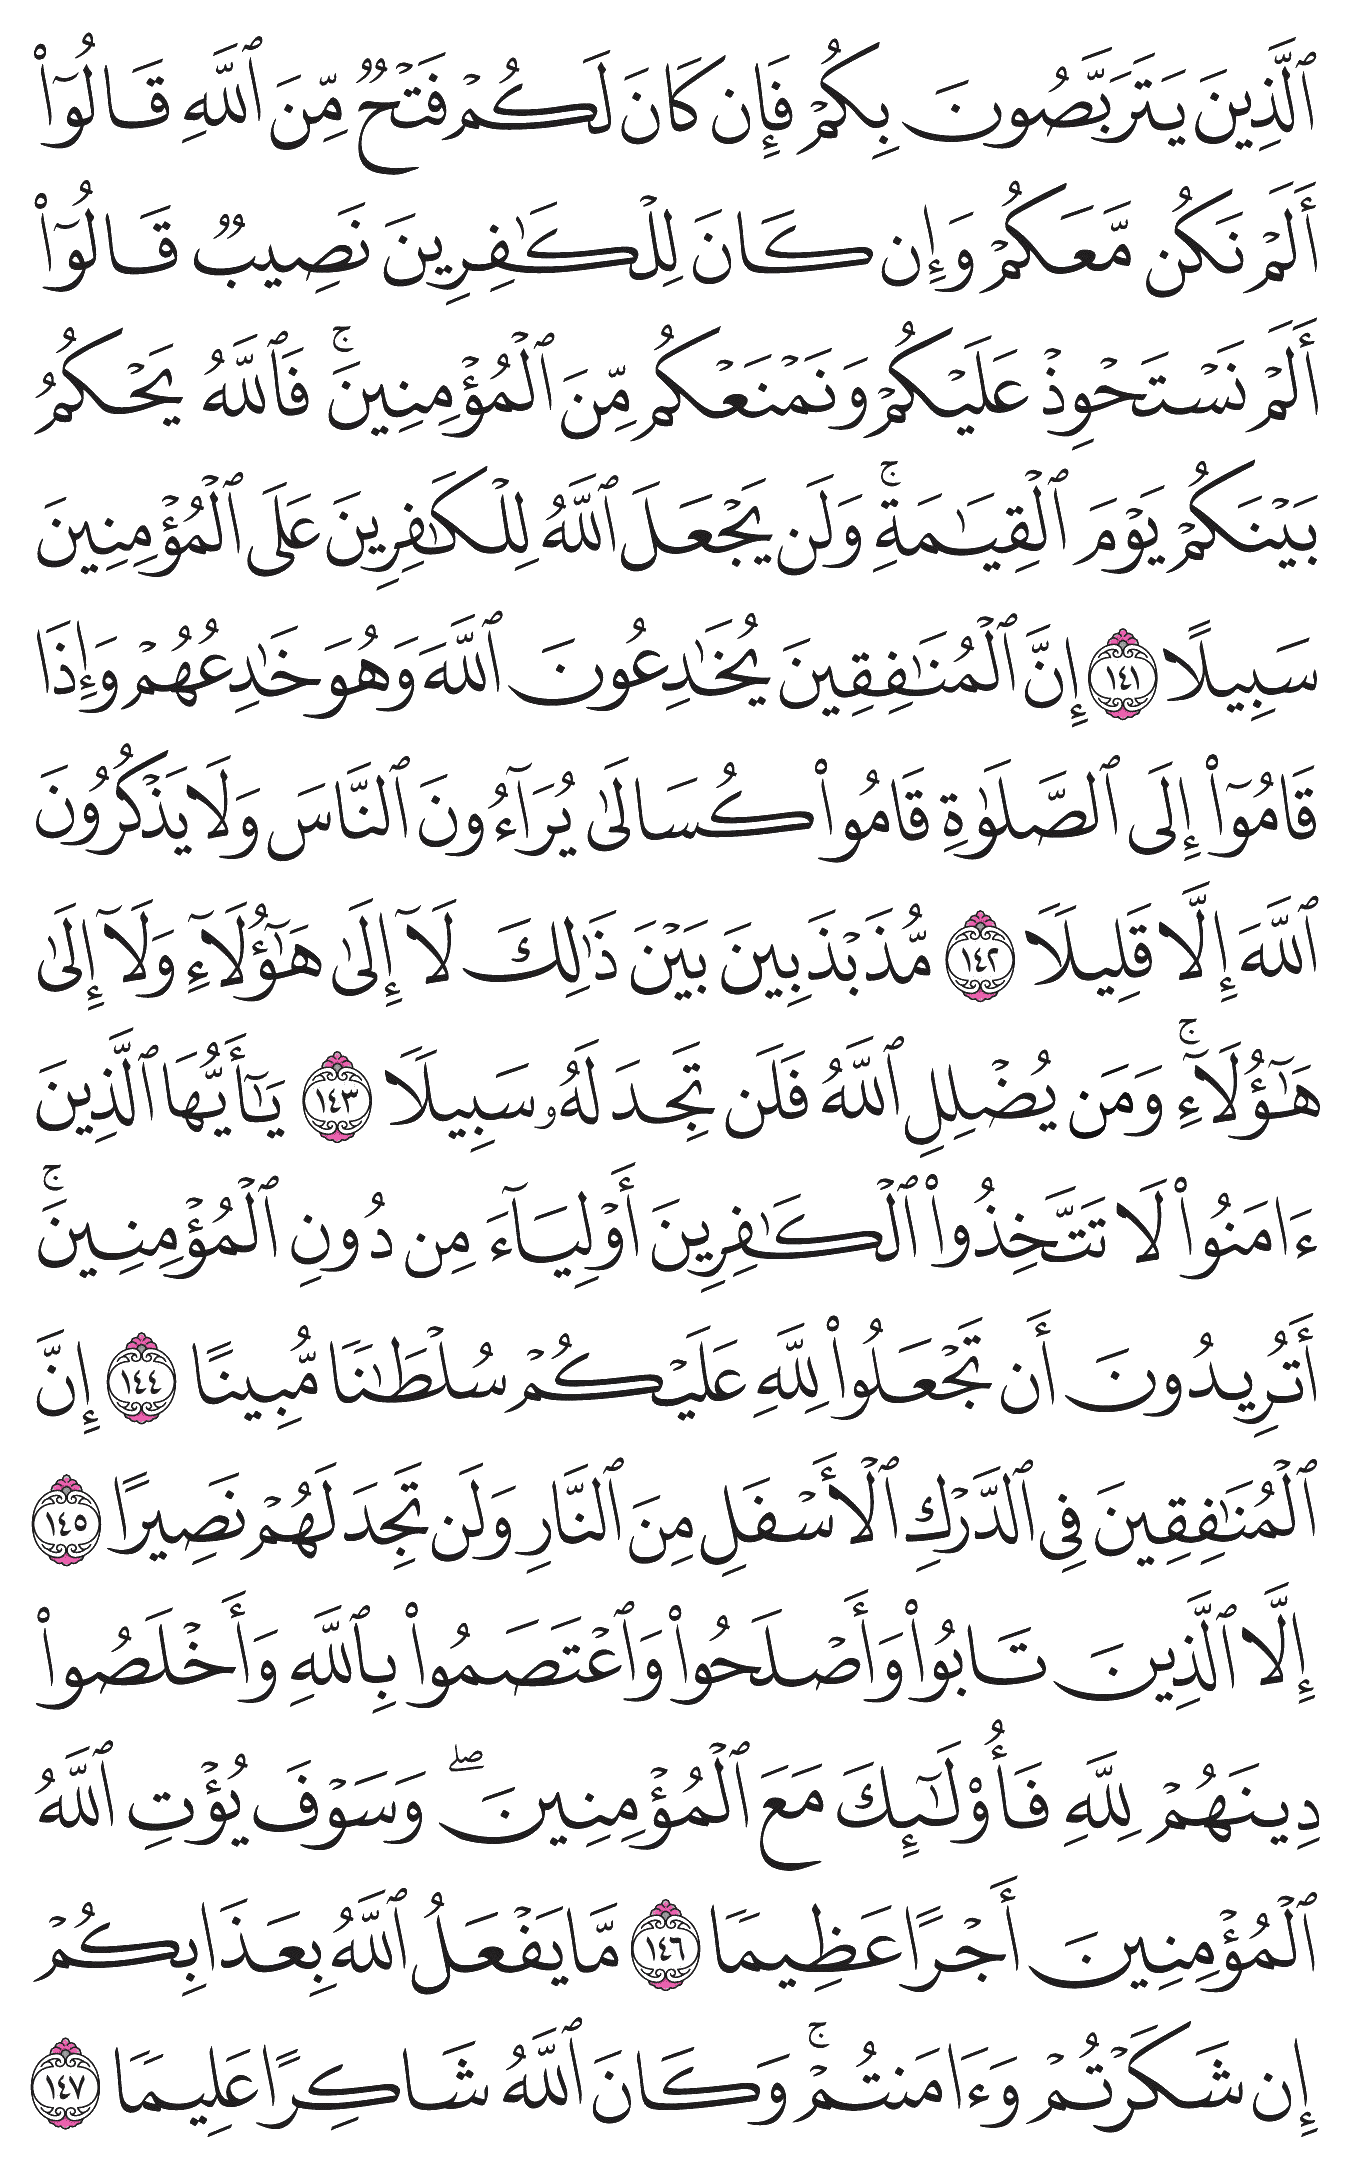 ٱلَّذِينَ يَتَرَبَّصُونَ بِكُمۡ فَإِن كَانَ لَكُمۡ فَتۡحٞ مِّنَ ٱللَّهِ قَالُوٓاْ
أَلَمۡ نَكُن مَّعَكُمۡ وَإِن كَانَ لِلۡكَٰفِرِينَ نَصِيبٞ قَالُوٓاْ
أَلَمۡ نَسۡتَحۡوِذۡ عَلَيۡكُمۡ وَنَمۡنَعۡكُم مِّنَ ٱلۡمُؤۡمِنِينَۚ فَٱللَّهُ يَحۡكُمُ
بَيۡنَكُمۡ يَوۡمَ ٱلۡقِيَٰمَةِۚ وَلَن يَجۡعَلَ ٱللَّهُ لِلۡكَٰفِرِينَ عَلَى ٱلۡمُؤۡمِنِينَ
سَبِيلًا ١٤١ إِنَّ ٱلۡمُنَٰفِقِينَ يُخَٰدِعُونَ ٱللَّهَ وَهُوَ خَٰدِعُهُمۡ وَإِذَا
قَامُوٓاْ إِلَى ٱلصَّلَوٰةِ قَامُواْ كُسَالَىٰ يُرَآءُونَ ٱلنَّاسَ وَلَا يَذۡكُرُونَ
ٱللَّهَ إِلَّا قَلِيلٗا ١٤٢ مُّذَبۡذَبِينَ بَيۡنَ ذَٰلِكَ لَآ إِلَىٰ هَٰٓؤُلَآءِ وَلَآ إِلَىٰ
هَٰٓؤُلَآءِۚ وَمَن يُضۡلِلِ ٱللَّهُ فَلَن تَجِدَ لَهُۥ سَبِيلٗا ١٤٣ يَٰٓأَيُّهَا ٱلَّذِينَ
ءَامَنُواْ لَا تَتَّخِذُواْ ٱلۡكَٰفِرِينَ أَوۡلِيَآءَ مِن دُونِ ٱلۡمُؤۡمِنِينَۚ
أَتُرِيدُونَ أَن تَجۡعَلُواْ لِلَّهِ عَلَيۡكُمۡ سُلۡطَٰنٗا مُّبِينًا ١٤٤ إِنَّ
ٱلۡمُنَٰفِقِينَ فِي ٱلدَّرۡكِ ٱلۡأَسۡفَلِ مِنَ ٱلنَّارِ وَلَن تَجِدَ لَهُمۡ نَصِيرًا ١٤٥
إِلَّا ٱلَّذِينَ تَابُواْ وَأَصۡلَحُواْ وَٱعۡتَصَمُواْ بِٱللَّهِ وَأَخۡلَصُواْ
دِينَهُمۡ لِلَّهِ فَأُوْلَٰٓئِكَ مَعَ ٱلۡمُؤۡمِنِينَۖ وَسَوۡفَ يُؤۡتِ ٱللَّهُ
ٱلۡمُؤۡمِنِينَ أَجۡرًا عَظِيمٗا ١٤٦ مَّا يَفۡعَلُ ٱللَّهُ بِعَذَابِكُمۡ
إِن شَكَرۡتُمۡ وَءَامَنتُمۡۚ وَكَانَ ٱللَّهُ شَاكِرًا عَلِيمٗا ١٤٧